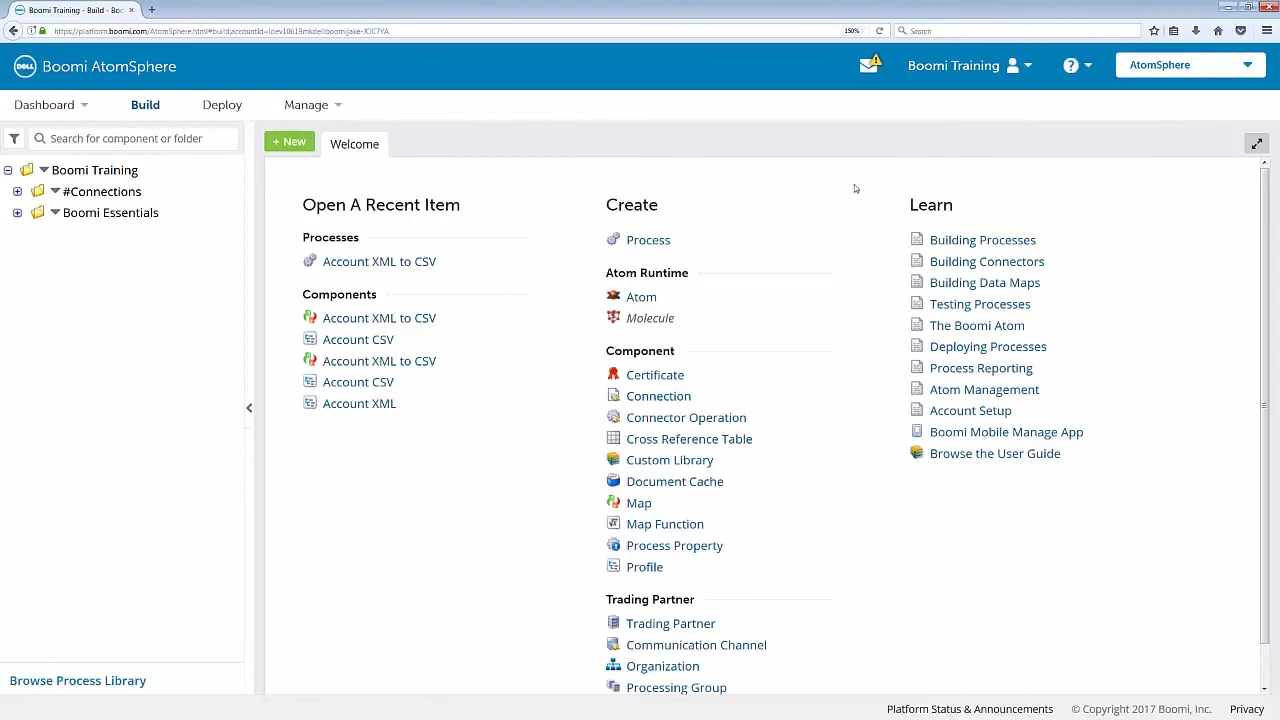 Boomi Training - Build - Boo
https://platform.boomi.com/AtomSphere.html#build;accountId=
150%
Search
DELL
Boomi AtomSphere
Boomi Training
AtomSphere
Dashboard
Build
Deploy
Manage
Search for component or folder
+ New
Welcome
Boomi Training
#Connections
Boomi Essentials
Open A Recent Item
Processes
Account XML to CSV
Components
Account XML to CSV
Account CSV
Account XML to CSV
Account CSV
Account XML
Create
Process
Atom Runtime
Atom
Molecule
Component
Certificate
Connection
Connector Operation
Cross Reference Table
Custom Library
Document Cache
Map
Map Function
Process Property
Profile
Trading Partner
Trading Partner
Communication Channel
Organization
Processing Group
Learn
Building Processes
Building Connectors
Building Data Maps
Testing Processes
The Boomi Atom
Deploying Processes
Process Reporting
Atom Management
Account Setup
Boomi Mobile Manage App
Browse the User Guide
Browse Process Library
Platform Status & Announcements
© Copyright 2017 Boomi, Inc.
Privacy